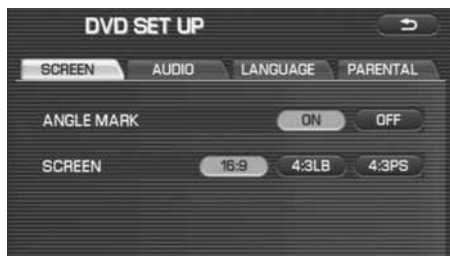 DVD SET UP
SCREEN AUDIO LANGUAGE PARENTAL
ANGLE MARK ON OFF
SCREEN 16:9 4:3LB 4:3PS